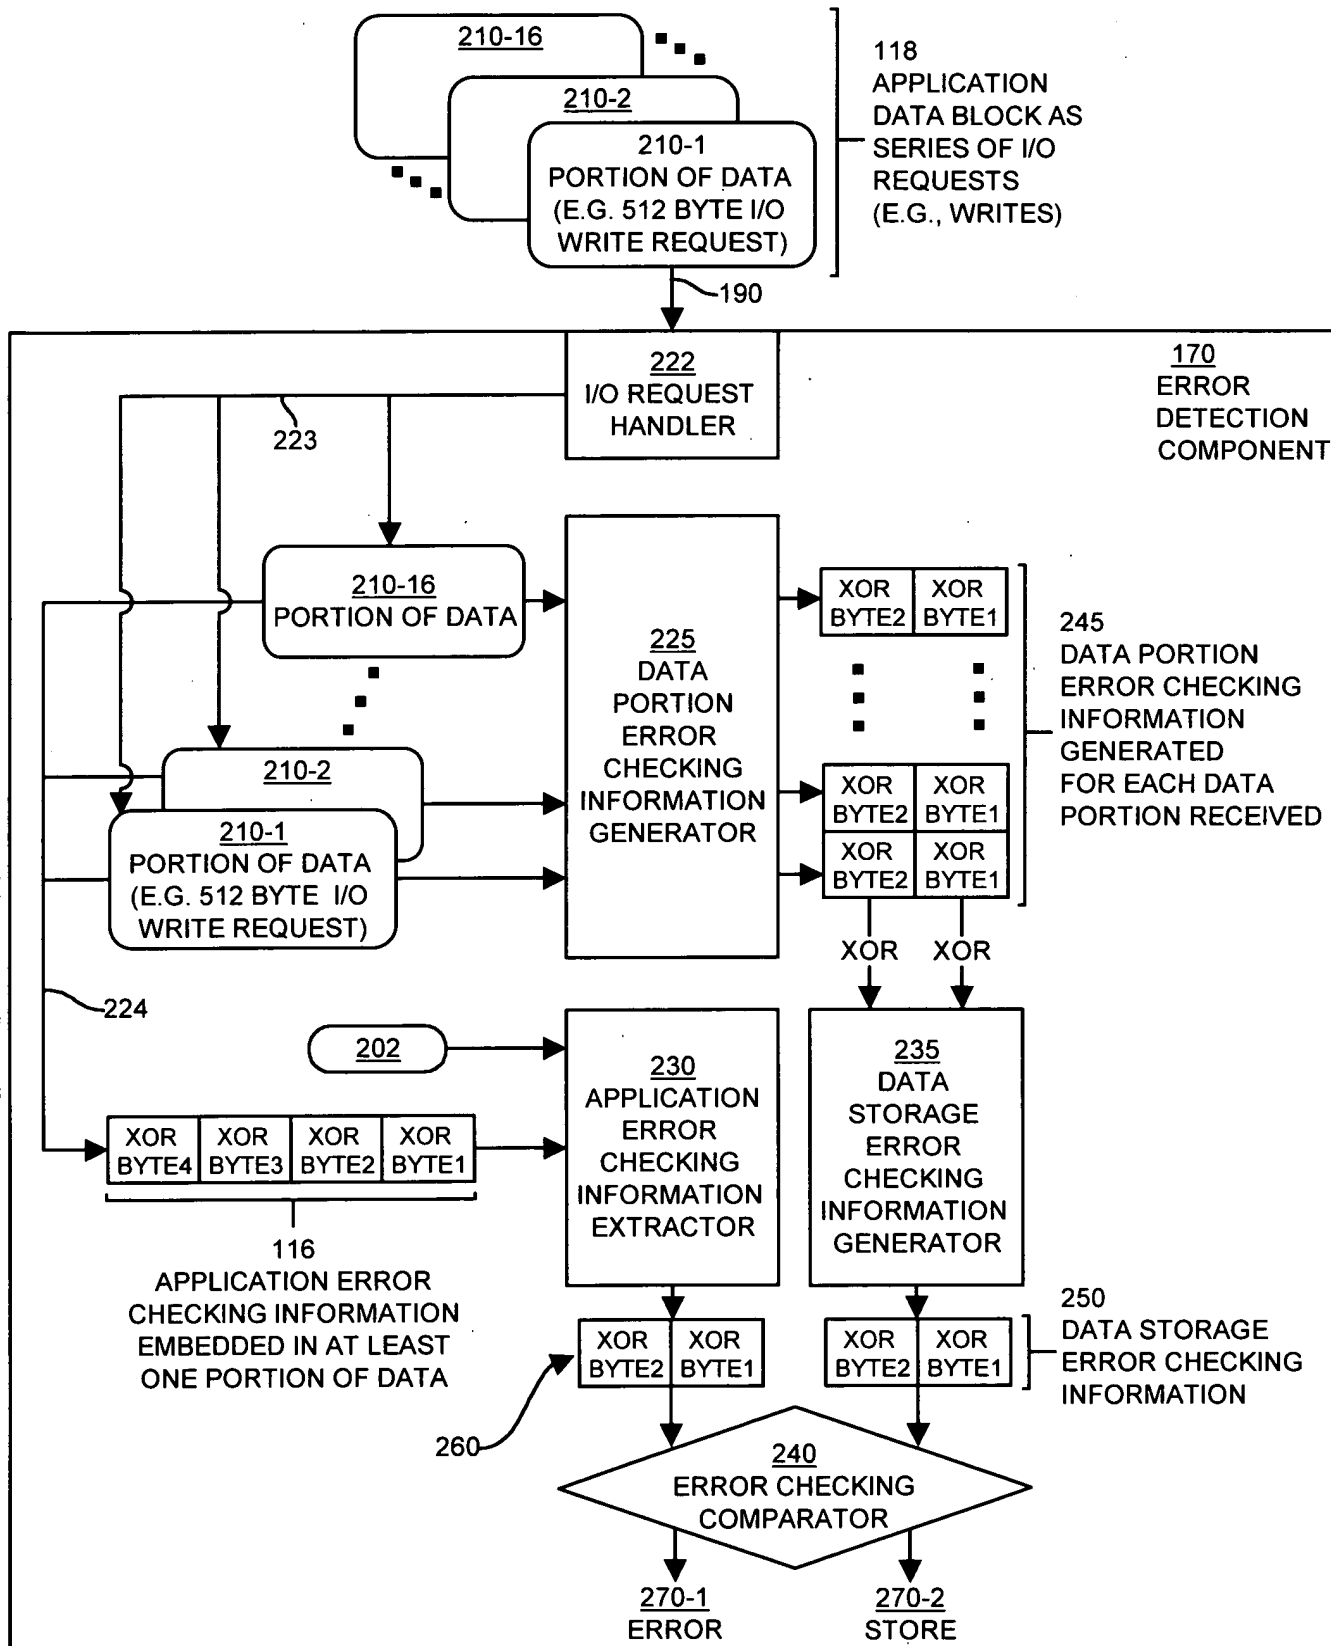 210-16
210-2
210-1
PORTION OF DATA
(E.G. 512 BYTE I/O
WRITE REQUEST)
118
APPLICATION
DATA BLOCK AS
SERIES OF I/O
REQUESTS
(E.G., WRITES)
190
222
I/O REQUEST
HANDLER
170
ERROR
DETECTION
COMPONENT
223
210-16
PORTION OF DATA
210-2
210-1
PORTION OF DATA
(E.G. 512 BYTE I/O
WRITE REQUEST)
225
DATA
PORTION
ERROR
CHECKING
INFORMATION
GENERATOR
XOR BYTE2
XOR BYTE1
XOR BYTE2
XOR BYTE1
XOR BYTE2
XOR BYTE1
245
DATA PORTION
ERROR CHECKING
INFORMATION
GENERATED
FOR EACH DATA
PORTION RECEIVED
XOR
XOR
224
202
XOR BYTE4
XOR BYTE3
XOR BYTE2
XOR BYTE1
116
APPLICATION ERROR
CHECKING INFORMATION
EMBEDDED IN AT LEAST
ONE PORTION OF DATA
230
APPLICATION
ERROR
CHECKING
INFORMATION
EXTRACTOR
235
DATA
STORAGE
ERROR
CHECKING
INFORMATION
GENERATOR
XOR BYTE2
XOR BYTE1
260
XOR BYTE2
XOR BYTE1
250
DATA STORAGE
ERROR CHECKING
INFORMATION
240
ERROR CHECKING
COMPARATOR
270-1
ERROR
270-2
STORE